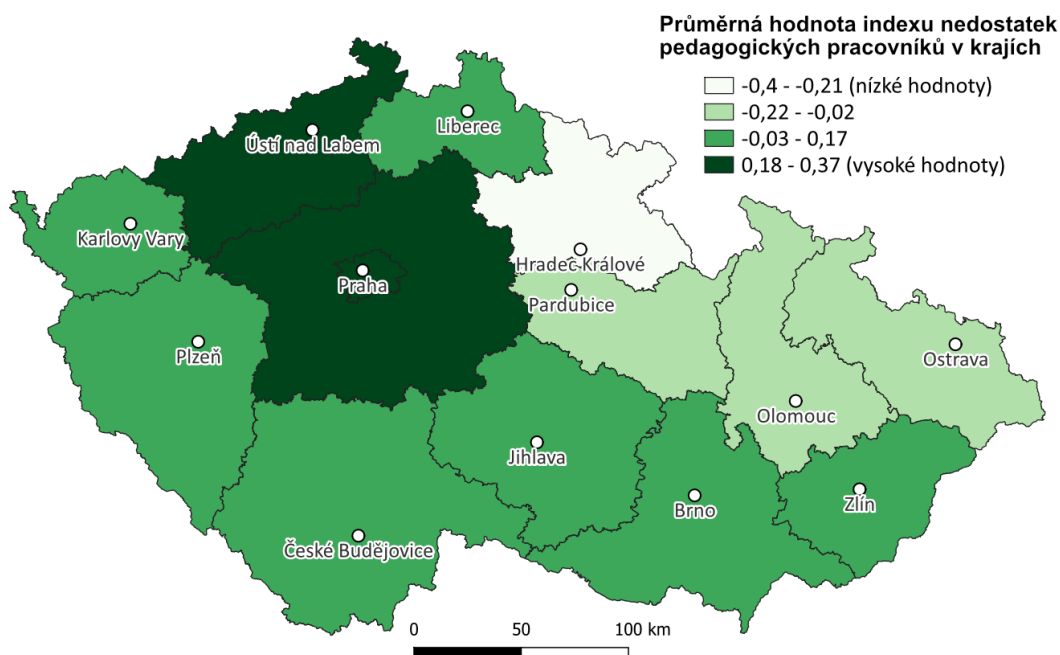 Průměrná hodnota indexu nedostatek
pedagogických pracovníků v krajích
-0,4 - -0,21 (nízké hodnoty)
-0,22 - -0,02
-0,03 - 0,17
0,18 - 0,37 (vysoké hodnoty)
Liberec
Ústí nad Labem
Karlovy Vary
Hradec Králové
Praha
Pardubice
Plzeň
Ostrava
Olomouc
Jihlava
Brno
Zlín
České Budějovice
0 50 100 km